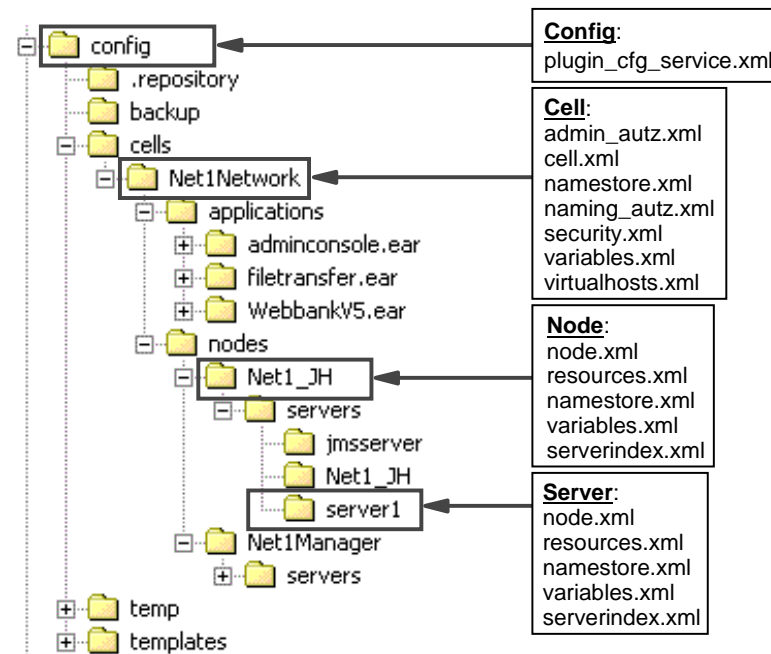 config
.repository
backup
cells
Net1Network
applications
adminconsole.ear
filetransfer.ear
WebbankV5.ear
nodes
Net1_JH
servers
jmsserver
Net1_JH
server1
Net1Manager
servers
temp
templates
Config:
plugin_cfg_service.xml
Cell:
admin_autz.xml
cell.xml
namestore.xml
naming_autz.xml
security.xml
variables.xml
virtualhosts.xml
Node:
node.xml
resources.xml
namestore.xml
variables.xml
serverindex.xml
Server:
node.xml
resources.xml
namestore.xml
variables.xml
serverindex.xml